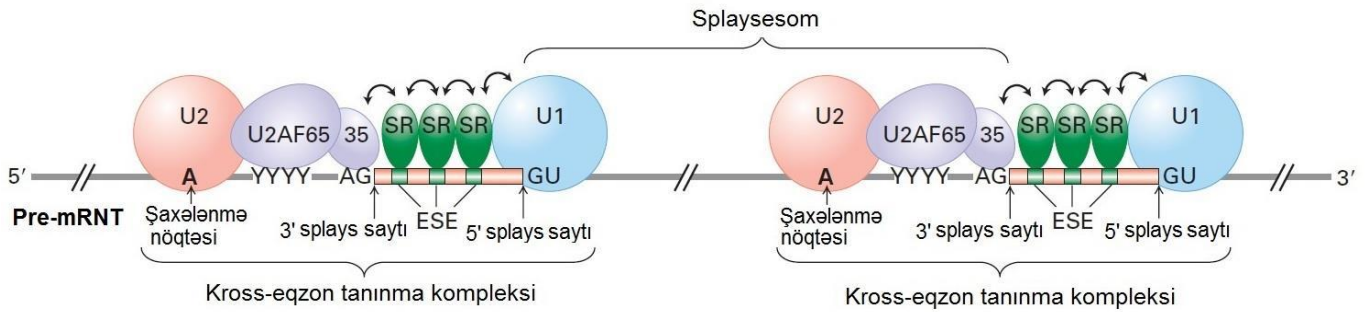 Splaysesom
U2 U2AF65 35 SR SR SR U1 U2 U2AF65 35 SR SR SR U1
5′ A YYYY AG GU A YYYY AG GU 3′
Pre-mRNT
Şaxələnmə
nöqtəsi
3' splays saytı
ESE
5' splays saytı
Şaxələnmə
nöqtəsi
3' splays saytı
ESE
5' splays saytı
Kross-eqzon tanınma kompleksi
Kross-eqzon tanınma kompleksi